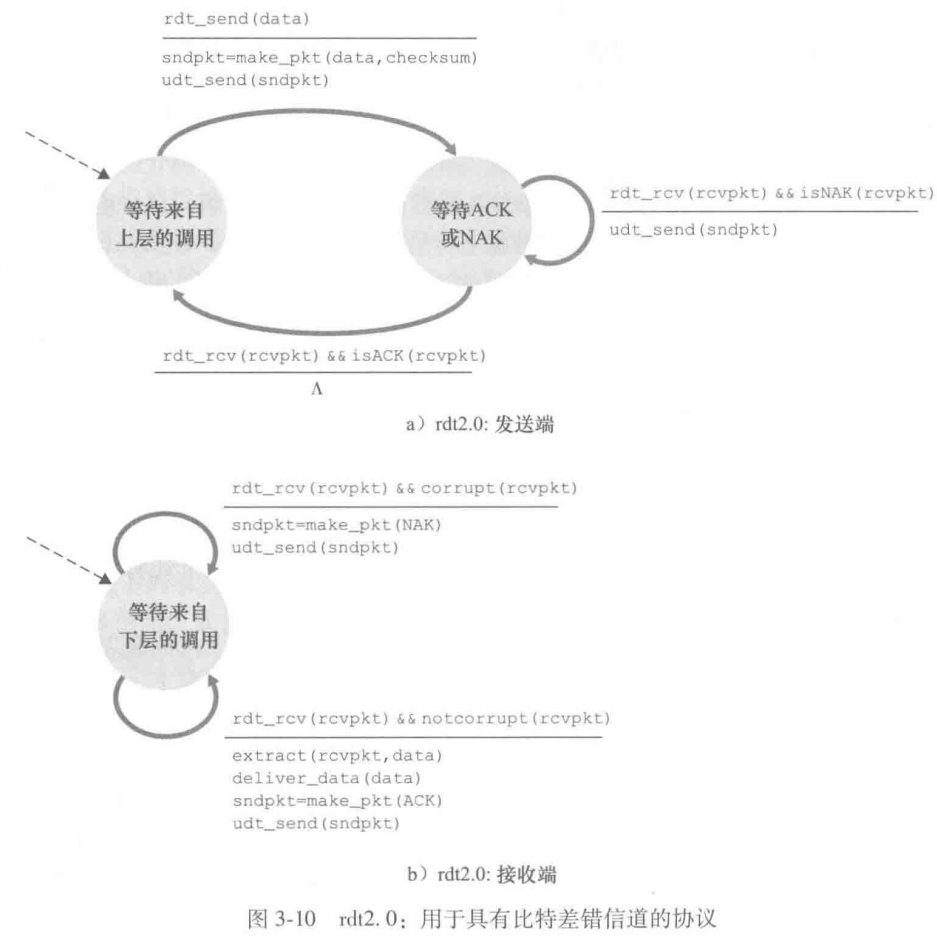 rdt_send(data)
sndpkt=make_pkt(data,checksum)
udt_send(sndpkt)
等待来自
上层的调用
等待ACK
或NAK
rdt_rcv(rcvpkt) && isNAK(rcvpkt)
udt_send(sndpkt)
rdt_rcv(rcvpkt) && isACK(rcvpkt)
Λ
a）rdt2.0: 发送端
rdt_rcv(rcvpkt) && corrupt(rcvpkt)
sndpkt=make_pkt(NAK)
udt_send(sndpkt)
等待来自
下层的调用
rdt_rcv(rcvpkt) && notcorrupt(rcvpkt)
extract(rcvpkt,data)
deliver_data(data)
sndpkt=make_pkt(ACK)
udt_send(sndpkt)
b）rdt2.0: 接收端
图 3-10 rdt2.0：用于具有比特差错信道的协议